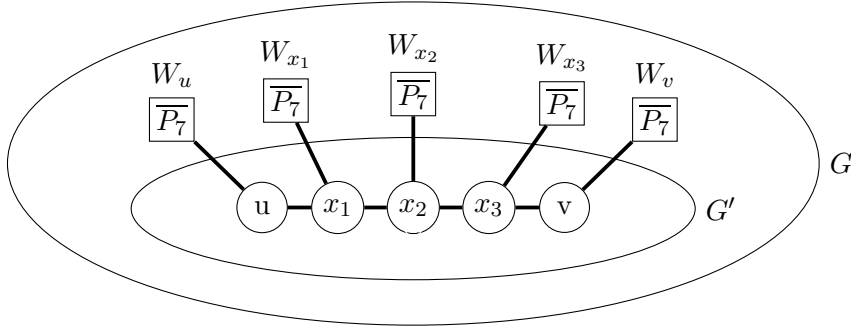 W_{x_2}
W_{x_1} W_{x_3}
W_u W_v
\overline{P_7} \overline{P_7} \overline{P_7} \overline{P_7} \overline{P_7}
G
u x_1 x_2 x_3 v G'